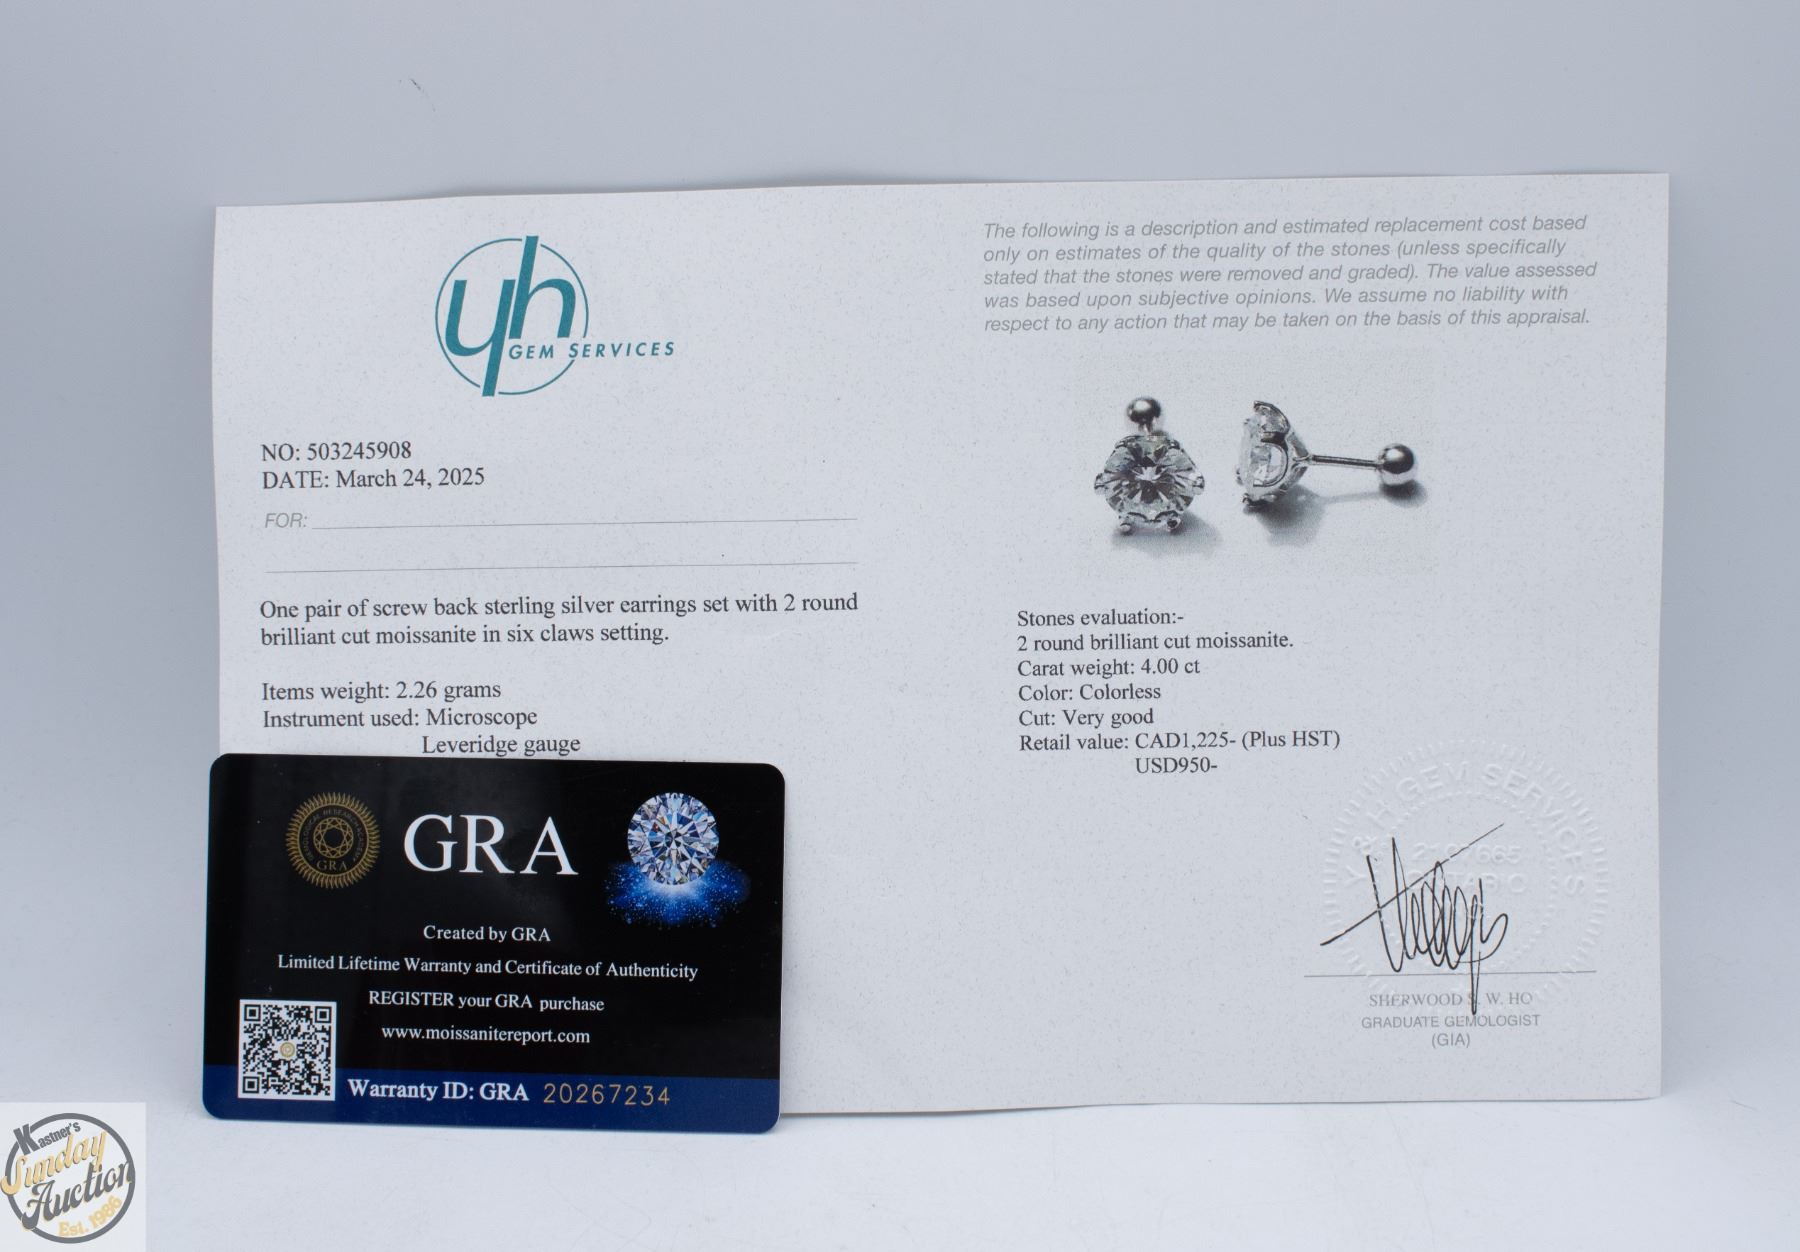 yh
GEM SERVICES
NO: 503245908
DATE: March 24, 2025
FOR:
One pair of screw back sterling silver earrings set with 2 round
brilliant cut moissanite in six claws setting.
Items weight: 2.26 grams
Instrument used: Microscope
Leveridge gauge
The following is a description and estimated replacement cost based
only on estimates of the quality of the stones (unless specifically
stated that the stones were removed and graded). The value assessed
was based upon subjective opinions. We assume no liability with
respect to any action that may be taken on the basis of this appraisal.
Stones evaluation:-
2 round brilliant cut moissanite.
Carat weight: 4.00 ct
Color: Colorless
Cut: Very good
Retail value: CAD1,225- (Plus HST)
USD950-
Y & H GEM SERVICES
SHERWOOD S. W. HO
GRADUATE GEMOLOGIST
(GIA)
GEMOLOGICAL RESEARCH ACADEMY
GRA
GRA
Created by GRA
Limited Lifetime Warranty and Certificate of Authenticity
REGISTER your GRA purchase
www.moissanitereport.com
Warranty ID: GRA 20267234
Kastner's
Sunday
Auction
Est. 1986